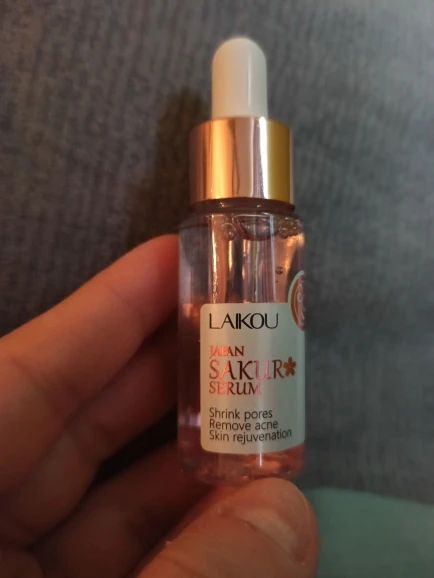 LAIKOU
JAPAN
SAKUR
SERUM
Shrink pores
Remove acne
Skin rejuvenation